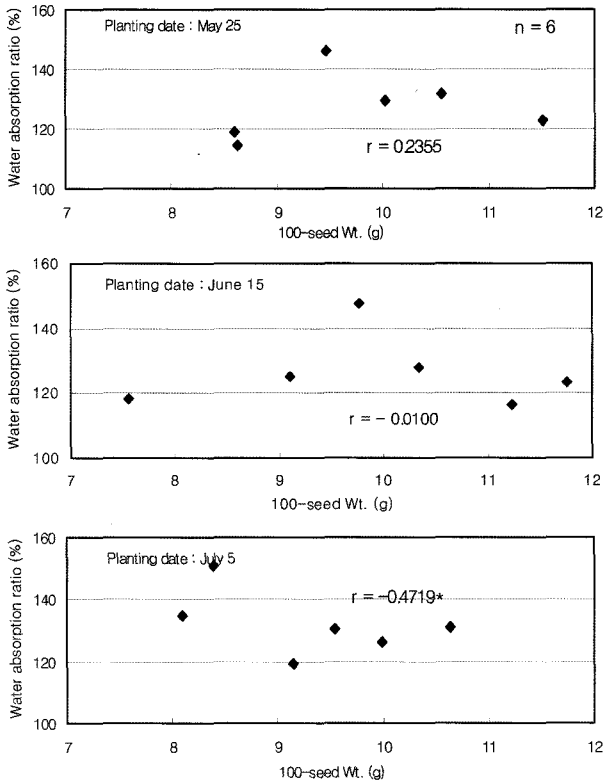 Planting date : May 25
n = 6
r = 0.2355
Water absorption ratio (%)
160
140
120
100
7 8 9 10 11 12
100-seed Wt. (g)
Planting date : June 15
r = - 0.0100
Water absorption ratio (%)
160
140
120
100
7 8 9 10 11 12
100-seed Wt. (g)
Planting date : July 5
r = -0.4719*
Water absorption ratio (%)
160
140
120
100
7 8 9 10 11 12
100-seed Wt. (g)